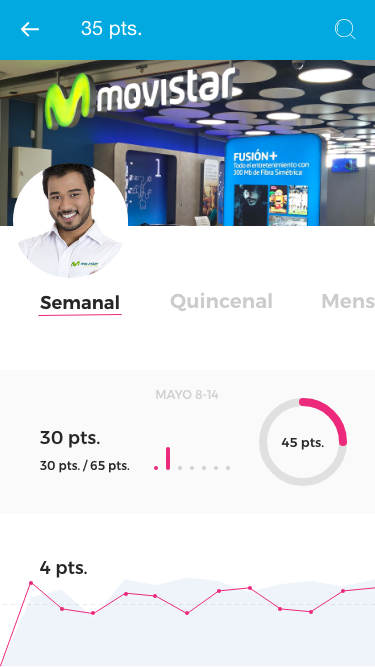 35 pts.
movistar
1
FUSIÓN+
Todo el entretenimiento con
300 Mb de Fibra Simétrica
movistar
Semanal
Quincenal
Mens
MAYO 8-14
30 pts.
30 pts. / 65 pts.
45 pts.
4 pts.